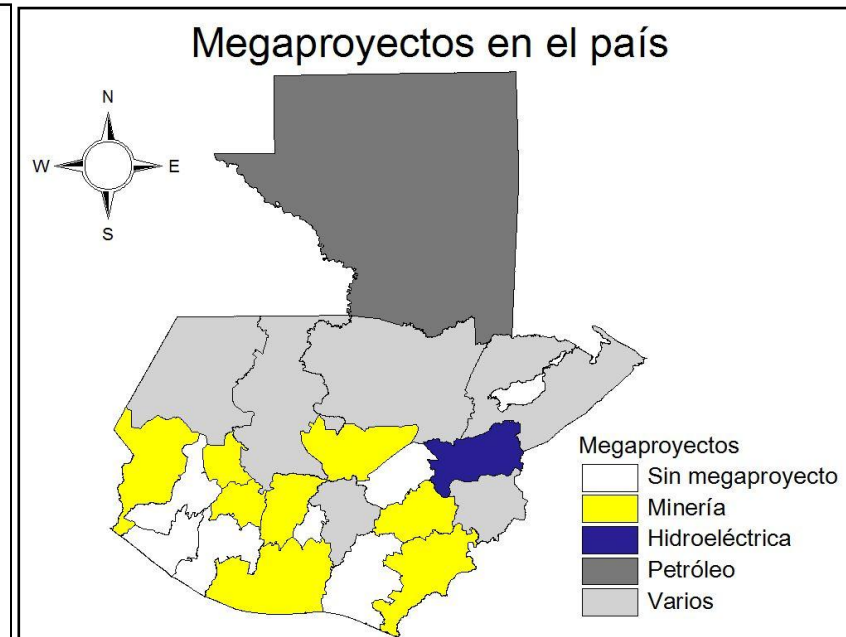 Megaproyectos en el país
N
W
E
S
Megaproyectos
Sin megaproyecto
Minería
Hidroeléctrica
Petróleo
Varios